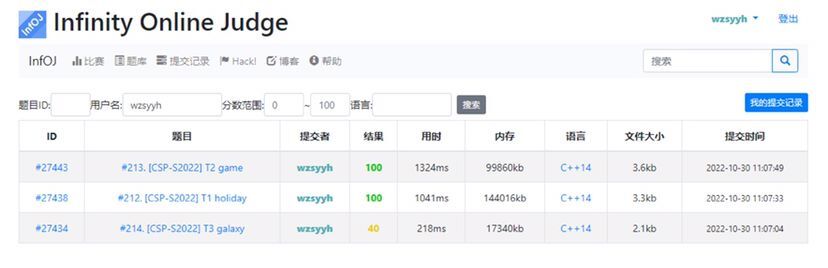 InfOJ Infinity Online Judge wzsyyh 登出
InfOJ 比赛 题库 提交记录 Hack! 博客 帮助 搜索
题目ID: 用户名: wzsyyh 分数范围: 0 ~ 100 语言: 搜索 我的提交记录
ID 题目 提交者 结果 用时 内存 语言 文件大小 提交时间
#27443 #213. [CSP-S2022] T2 game wzsyyh 100 1324ms 99860kb C++14 3.6kb 2022-10-30 11:07:49
#27438 #212. [CSP-S2022] T1 holiday wzsyyh 100 1041ms 144016kb C++14 3.3kb 2022-10-30 11:07:33
#27434 #214. [CSP-S2022] T3 galaxy wzsyyh 40 218ms 17340kb C++14 2.1kb 2022-10-30 11:07:04